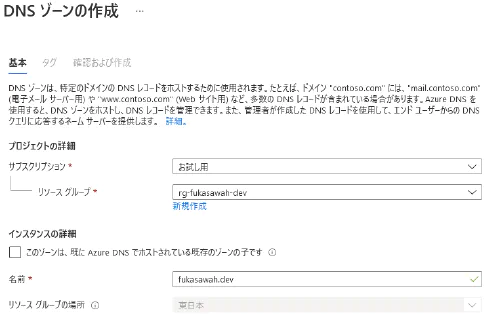 DNS ゾーンの作成 …
基本 タグ 確認および作成
DNS ゾーンは、特定のドメインの DNS レコードをホストするために使用されます。たとえば、ドメイン "contoso.com" には、"mail.contoso.com"
(電子メール サーバー用) や "www.contoso.com" (Web サイト用) など、多数の DNS レコードが含まれている場合があります。Azure DNS を
使用すると、DNS ゾーンをホストし、DNS レコードを管理できます。また、管理者が作成した DNS レコードを使用して、エンド ユーザーからの DNS
クエリに応答するネーム サーバーを提供します。 詳細。
プロジェクトの詳細
サブスクリプション * お試し用
リソース グループ * rg-fukasawah-dev
新規作成
インスタンスの詳細
このゾーンは、既に Azure DNS でホストされている既存のゾーンの子です
名前 * fukasawah.dev
リソース グループの場所 東日本